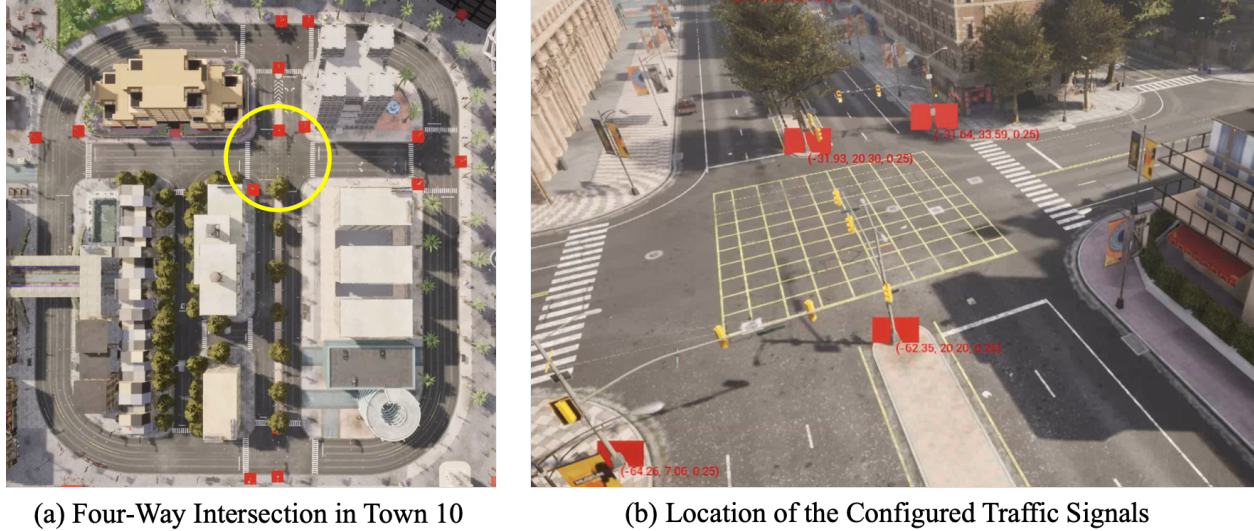 (-31.64, 33.59, 0.25)
(-31.93, 20.30, 0.25)
(-62.35, 20.20, 0.25)
(-64.26, 7.06, 0.25)
(a) Four-Way Intersection in Town 10
(b) Location of the Configured Traffic Signals